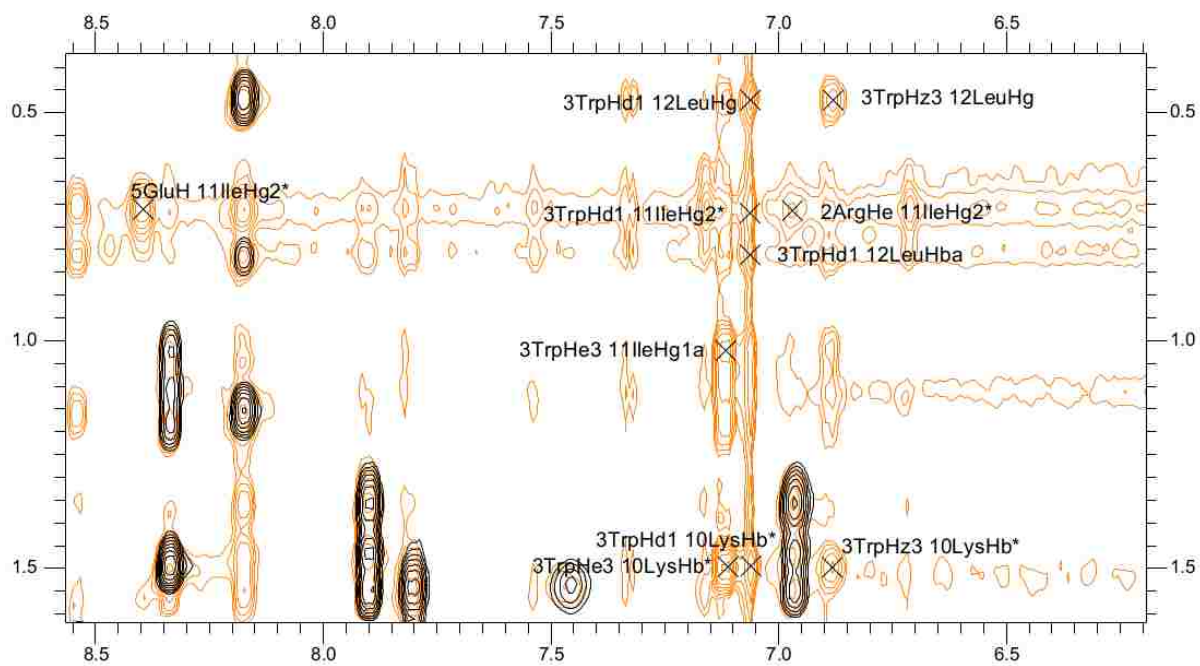 8.5 8.0 7.5 7.0 6.5
0.5 3TrpHd1 12LeuHg 3TrpHz3 12LeuHg 0.5
5GluH 11IleHg2*
3TrpHd1 11IleHg2* 2ArgHe 11IleHg2*
3TrpHd1 12LeuHba
1.0 3TrpHe3 11IleHg1a 1.0
3TrpHd1 10LysHb* 3TrpHz3 10LysHb*
1.5 3TrpHe3 10LysHb* 1.5
8.5 8.0 7.5 7.0 6.5